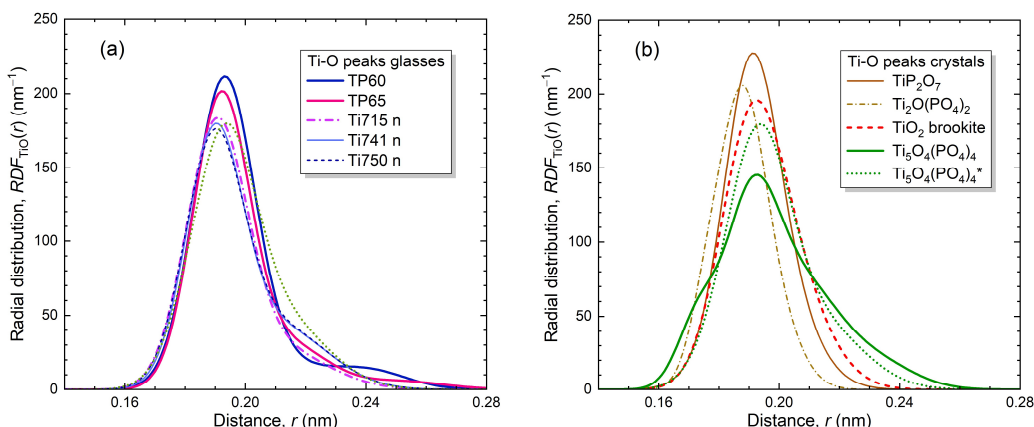 (a)
Ti-O peaks glasses
TP60
TP65
Ti715 n
Ti741 n
Ti750 n
250
200
150
100
50
0
0.16
0.20
0.24
0.28
Radial distribution, RDF_TiO(r) (nm⁻¹)
Distance, r (nm)
(b)
Ti-O peaks crystals
TiP₂O₇
Ti₂O(PO₄)₂
TiO₂ brookite
Ti₅O₄(PO₄)₄
Ti₅O₄(PO₄)₄*
250
200
150
100
50
0
0.16
0.20
0.24
0.28
Radial distribution, RDF_TiO(r) (nm⁻¹)
Distance, r (nm)